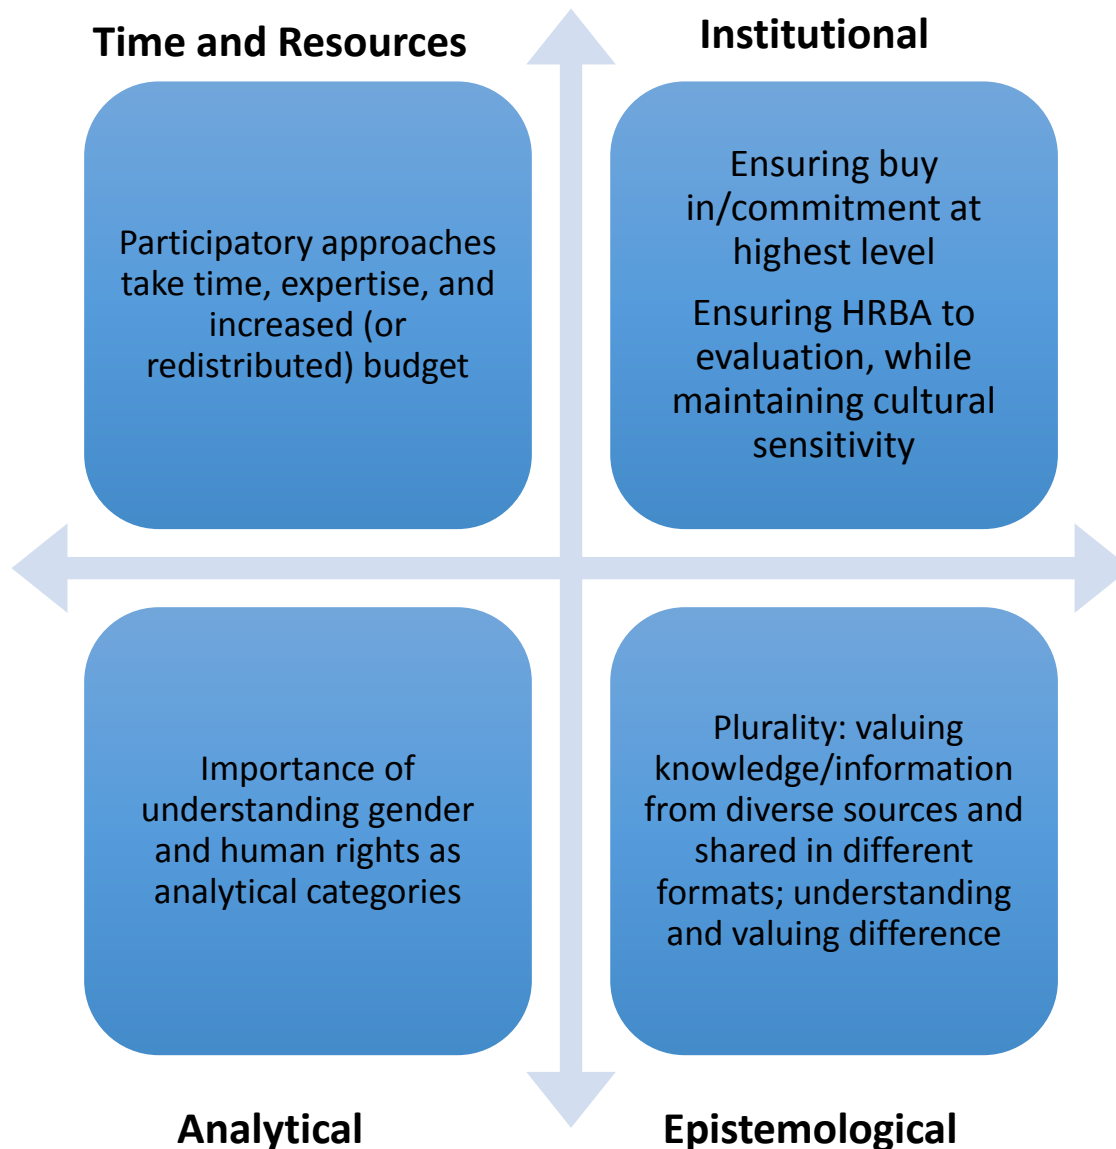 Time and Resources
Participatory approaches
take time, expertise, and
increased (or
redistributed) budget
Institutional
Ensuring buy
in/commitment at
highest level
Ensuring HRBA to
evaluation, while
maintaining cultural
sensitivity
Importance of
understanding gender
and human rights as
analytical categories
Analytical
Plurality: valuing
knowledge/information
from diverse sources and
shared in different
formats; understanding
and valuing difference
Epistemological